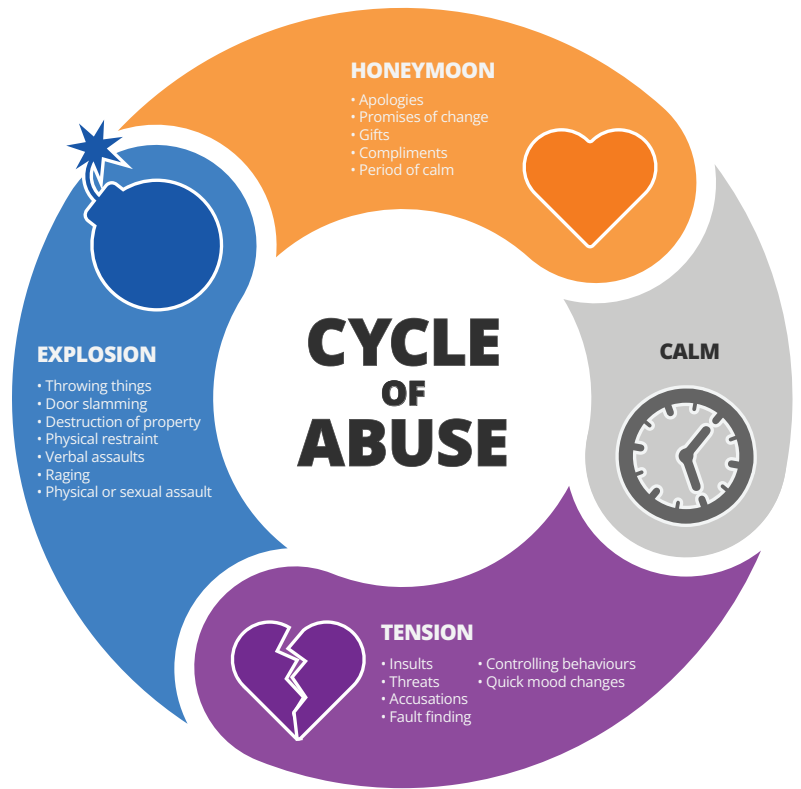 HONEYMOON
• Apologies
• Promises of change
• Gifts
• Compliments
• Period of calm
CYCLE
OF
ABUSE
CALM
EXPLOSION
• Throwing things
• Door slamming
• Destruction of property
• Physical restraint
• Verbal assaults
• Raging
• Physical or sexual assault
TENSION
• Insults
• Threats
• Accusations
• Fault finding
• Controlling behaviours
• Quick mood changes